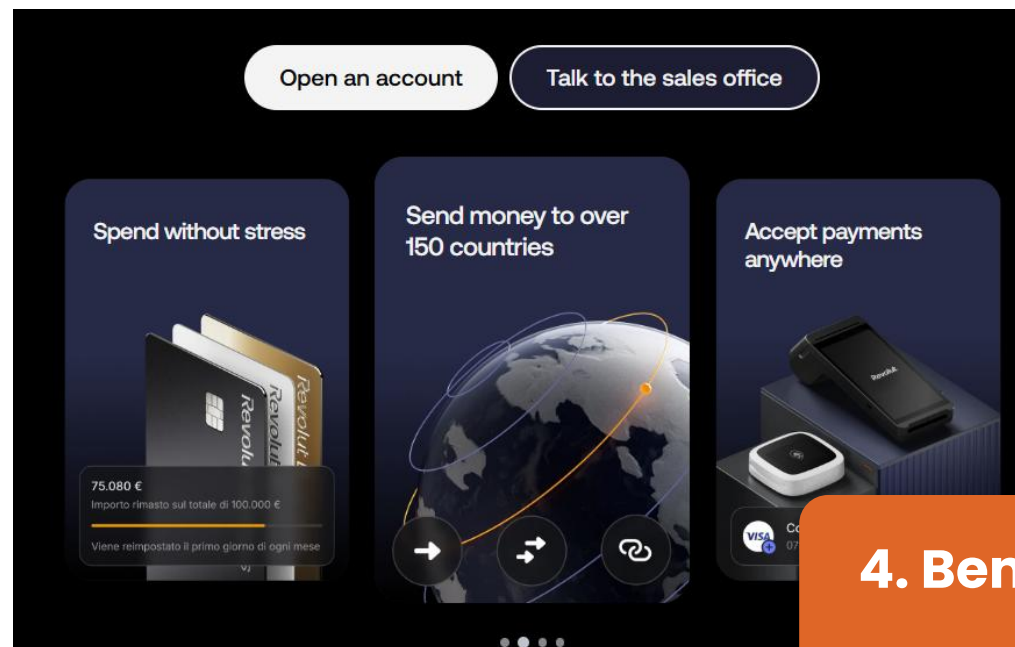 Open an account
Talk to the sales office
Spend without stress
Revolut
Revolut
75.080 €
Importo rimasto sul totale di 100.000 €
Viene reimpostato il primo giorno di ogni mese
Send money to over
150 countries
Accept payments
anywhere
Revolut
VISA
4. Ben